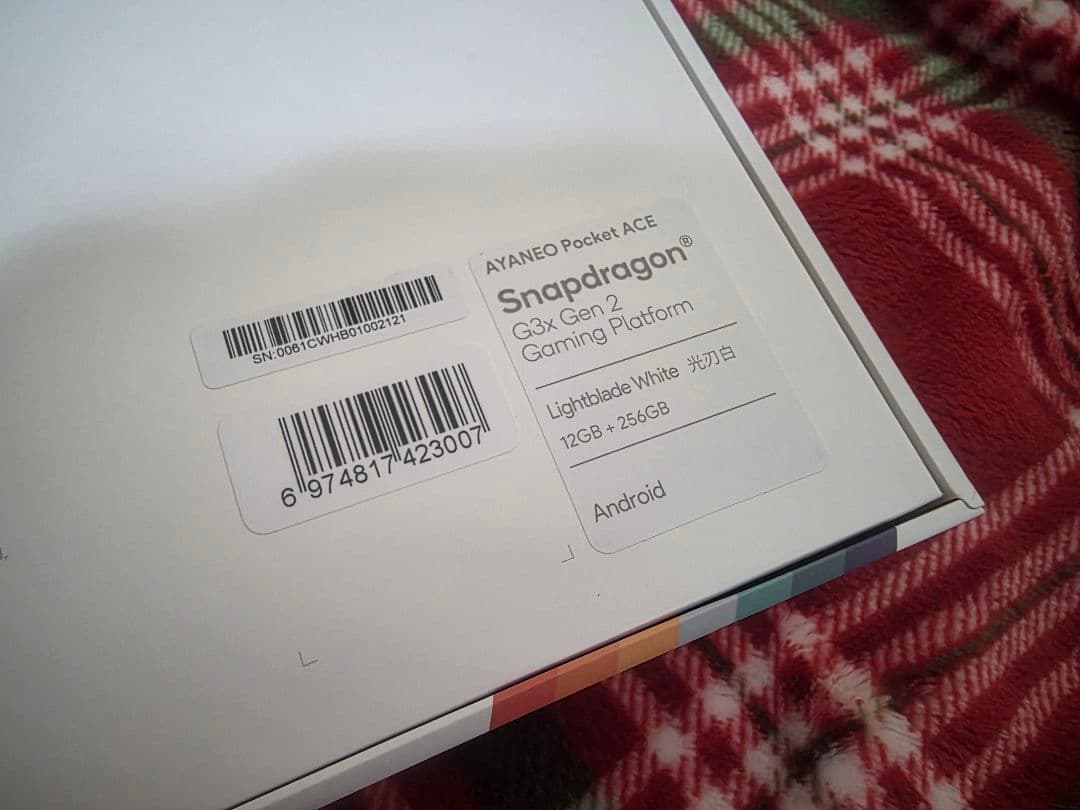 SN:0061CWHB01002121
6 974817 423007
AYANEO Pocket ACE
Snapdragon®
G3x Gen 2
Gaming Platform
Lightblade White 光刃白
12GB + 256GB
Android